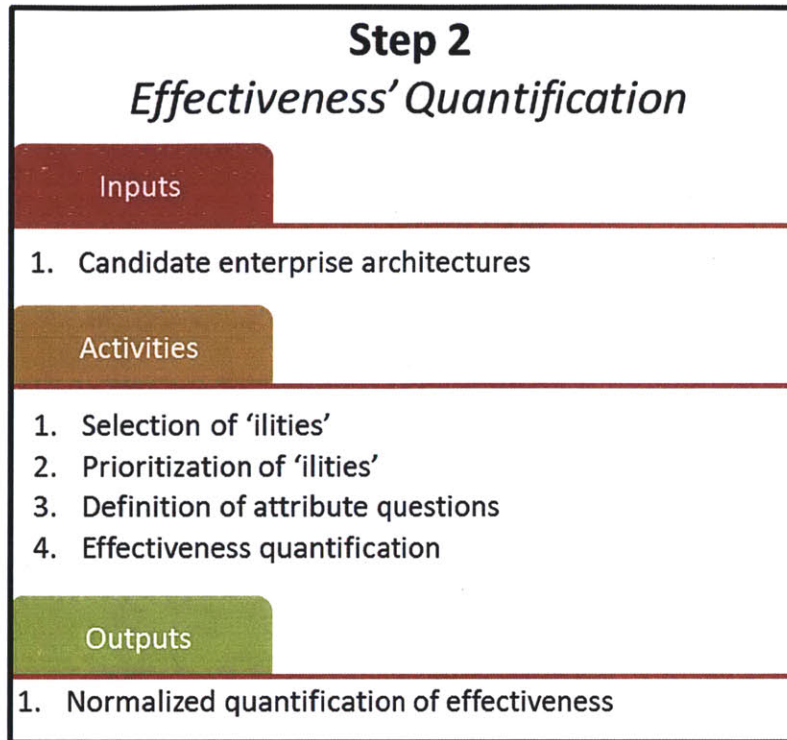 Step 2
Effectiveness’ Quantification
Inputs
1. Candidate enterprise architectures
Activities
1. Selection of ‘ilities’
2. Prioritization of ‘ilities’
3. Definition of attribute questions
4. Effectiveness quantification
Outputs
1. Normalized quantification of effectiveness